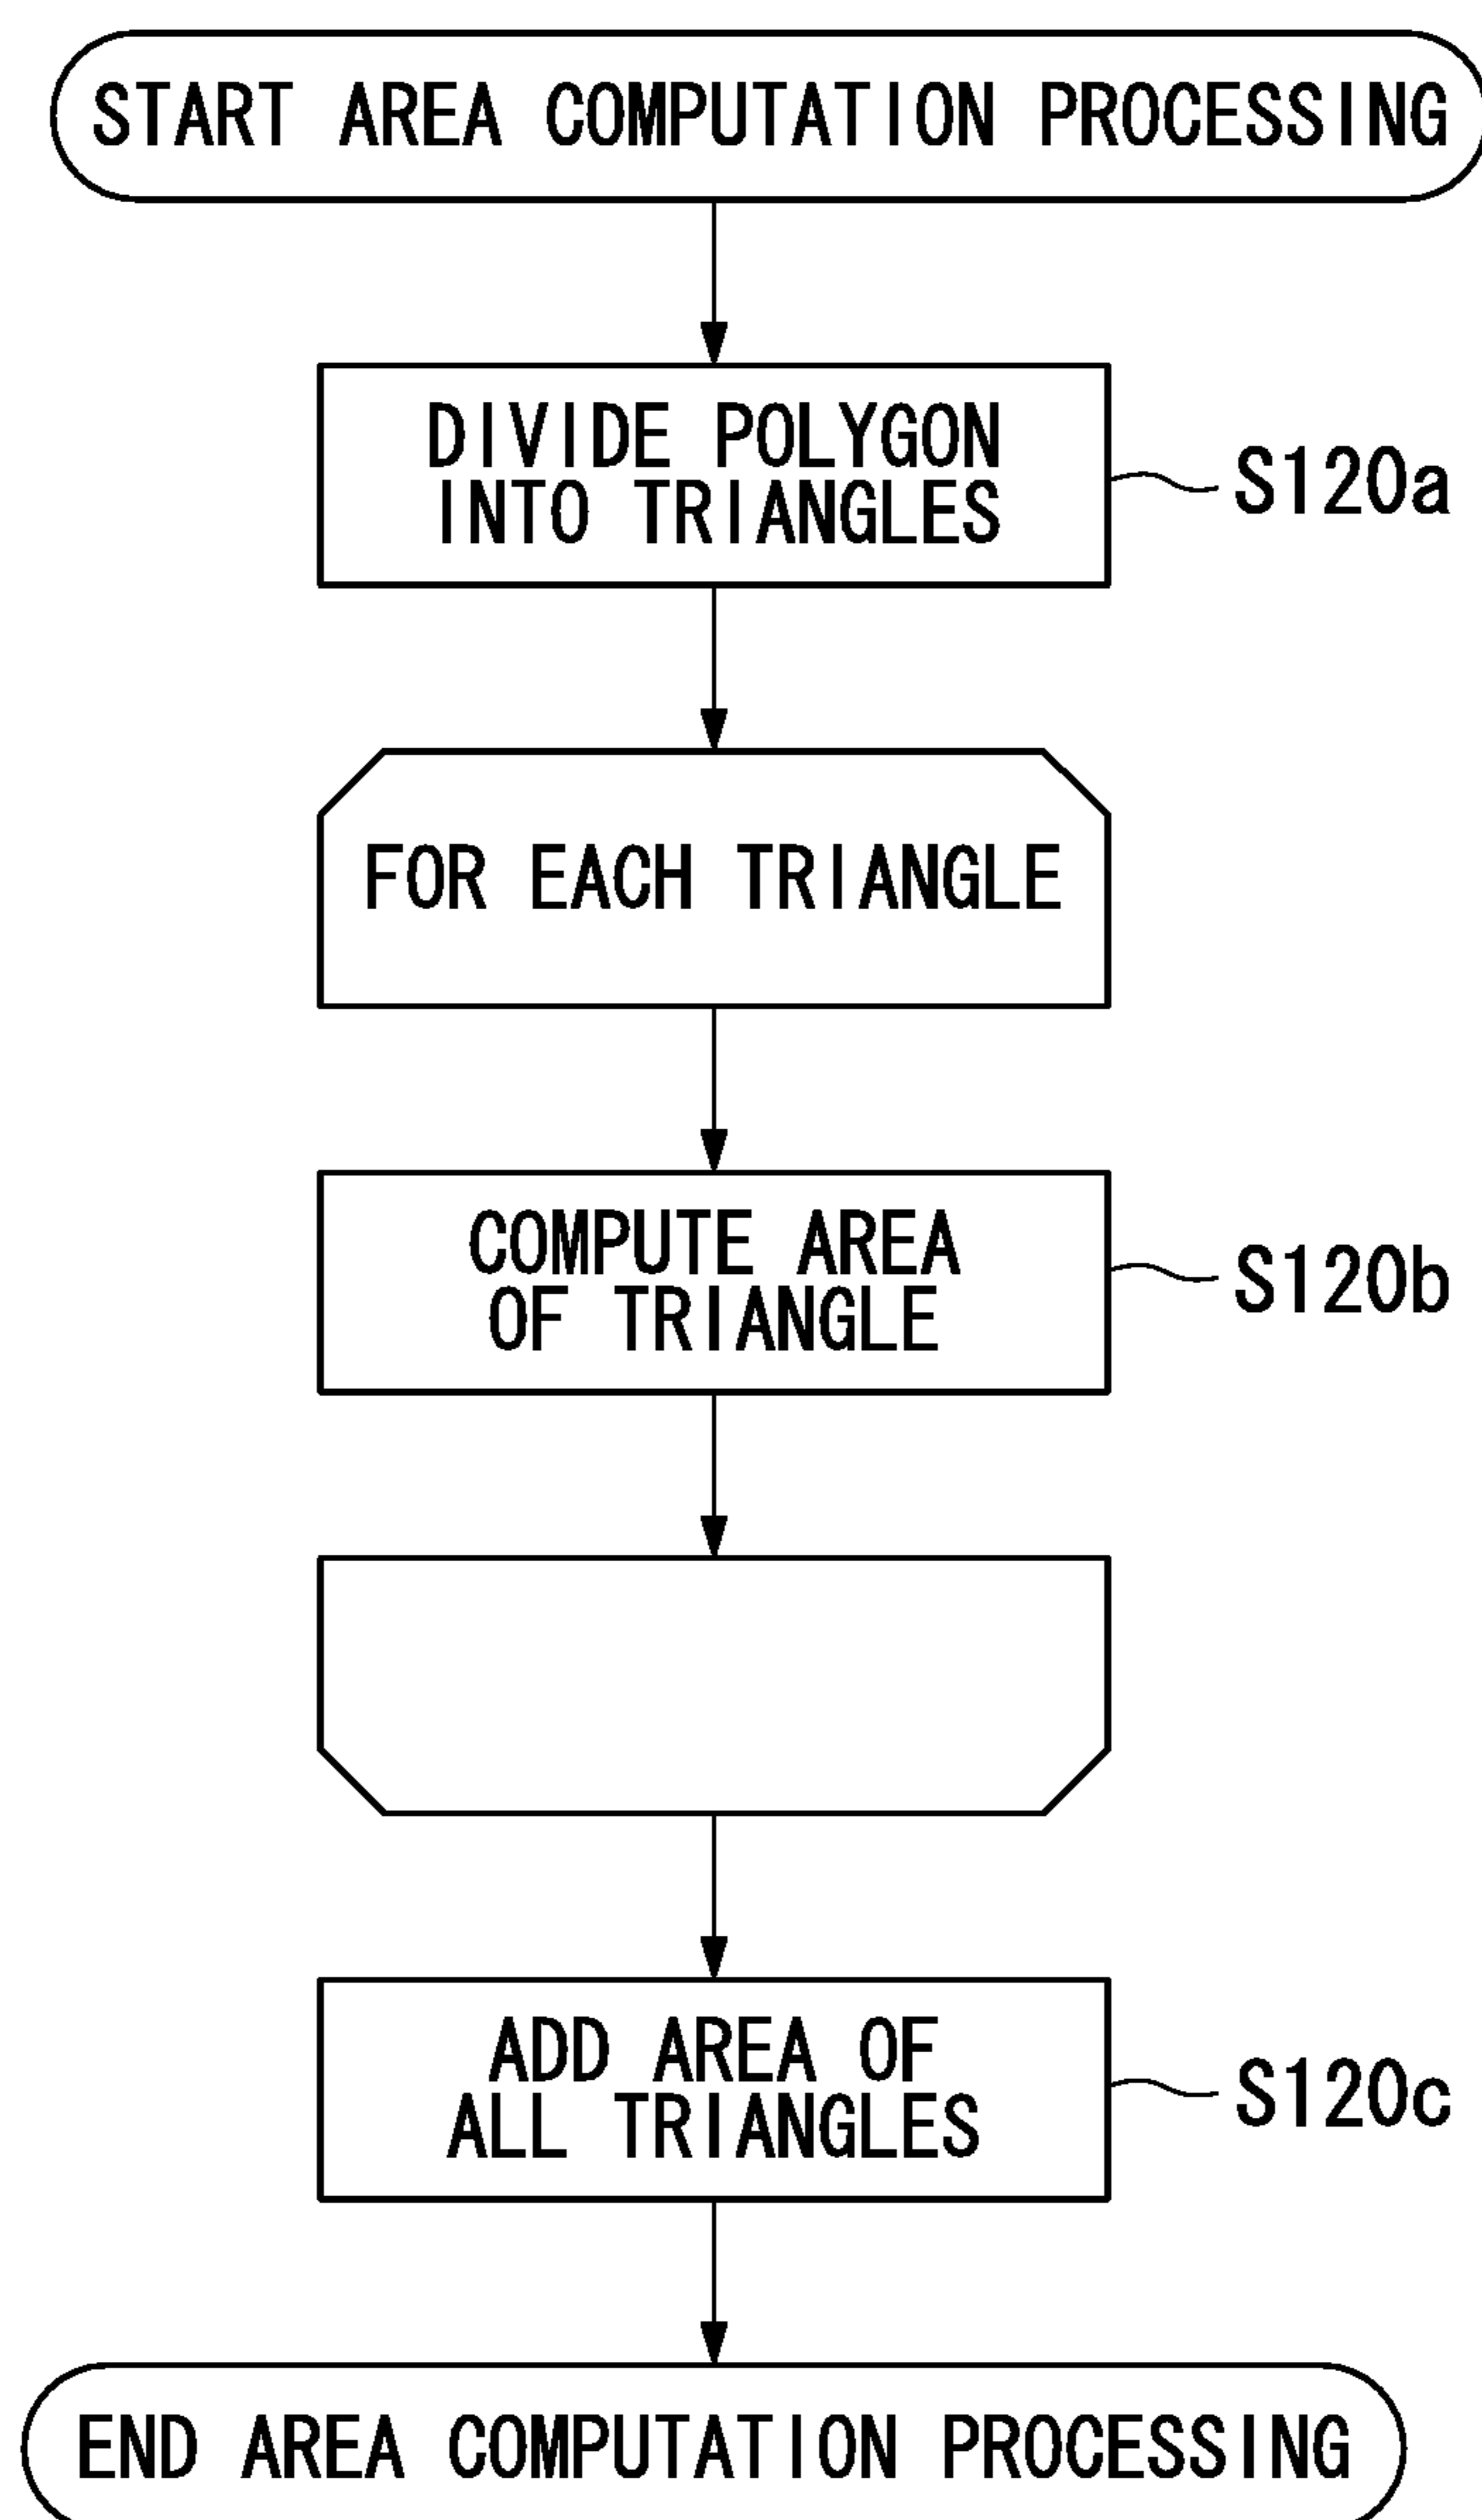 START AREA COMPUTATION PROCESSING
DIVIDE POLYGON
INTO TRIANGLES
S120a
FOR EACH TRIANGLE
COMPUTE AREA
OF TRIANGLE
S120b
ADD AREA OF
ALL TRIANGLES
S120c
END AREA COMPUTATION PROCESSING